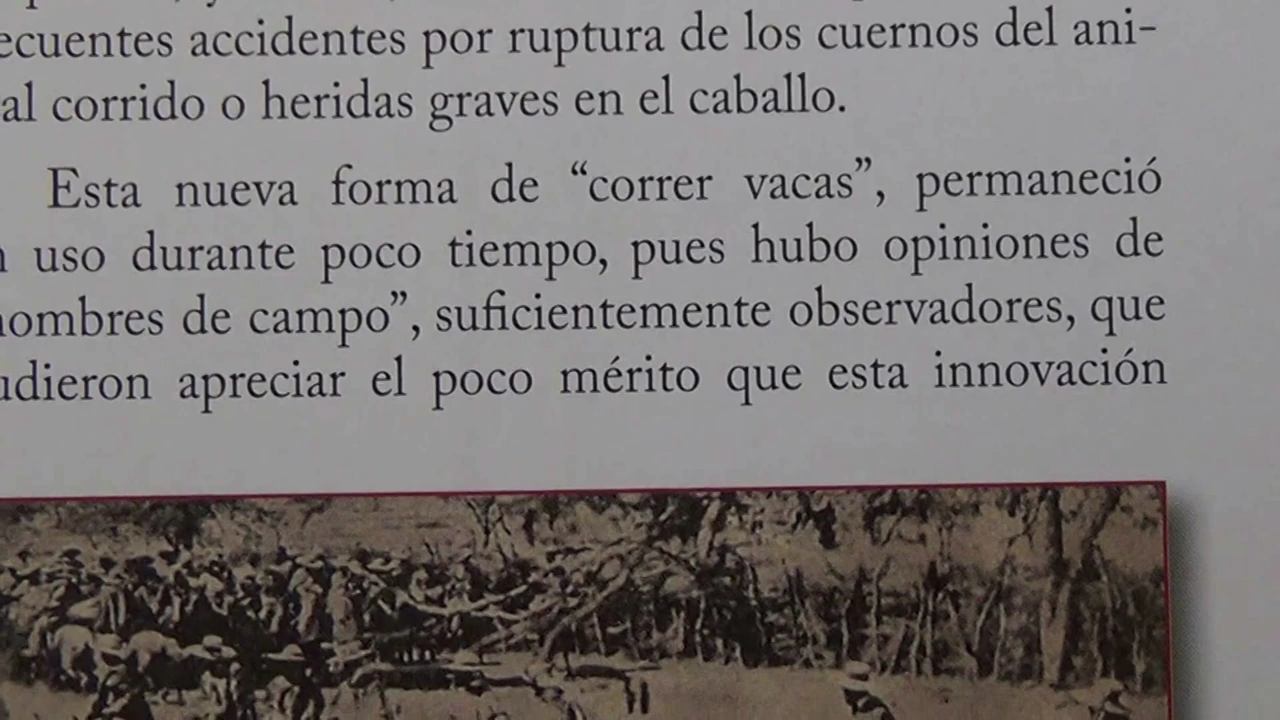 ecuentes accidentes por ruptura de los cuernos del ani-
al corrido o heridas graves en el caballo.
Esta nueva forma de “correr vacas”, permaneció
uso durante poco tiempo, pues hubo opiniones de
ombres de campo”, suficientemente observadores, que
udieron apreciar el poco mérito que esta innovación